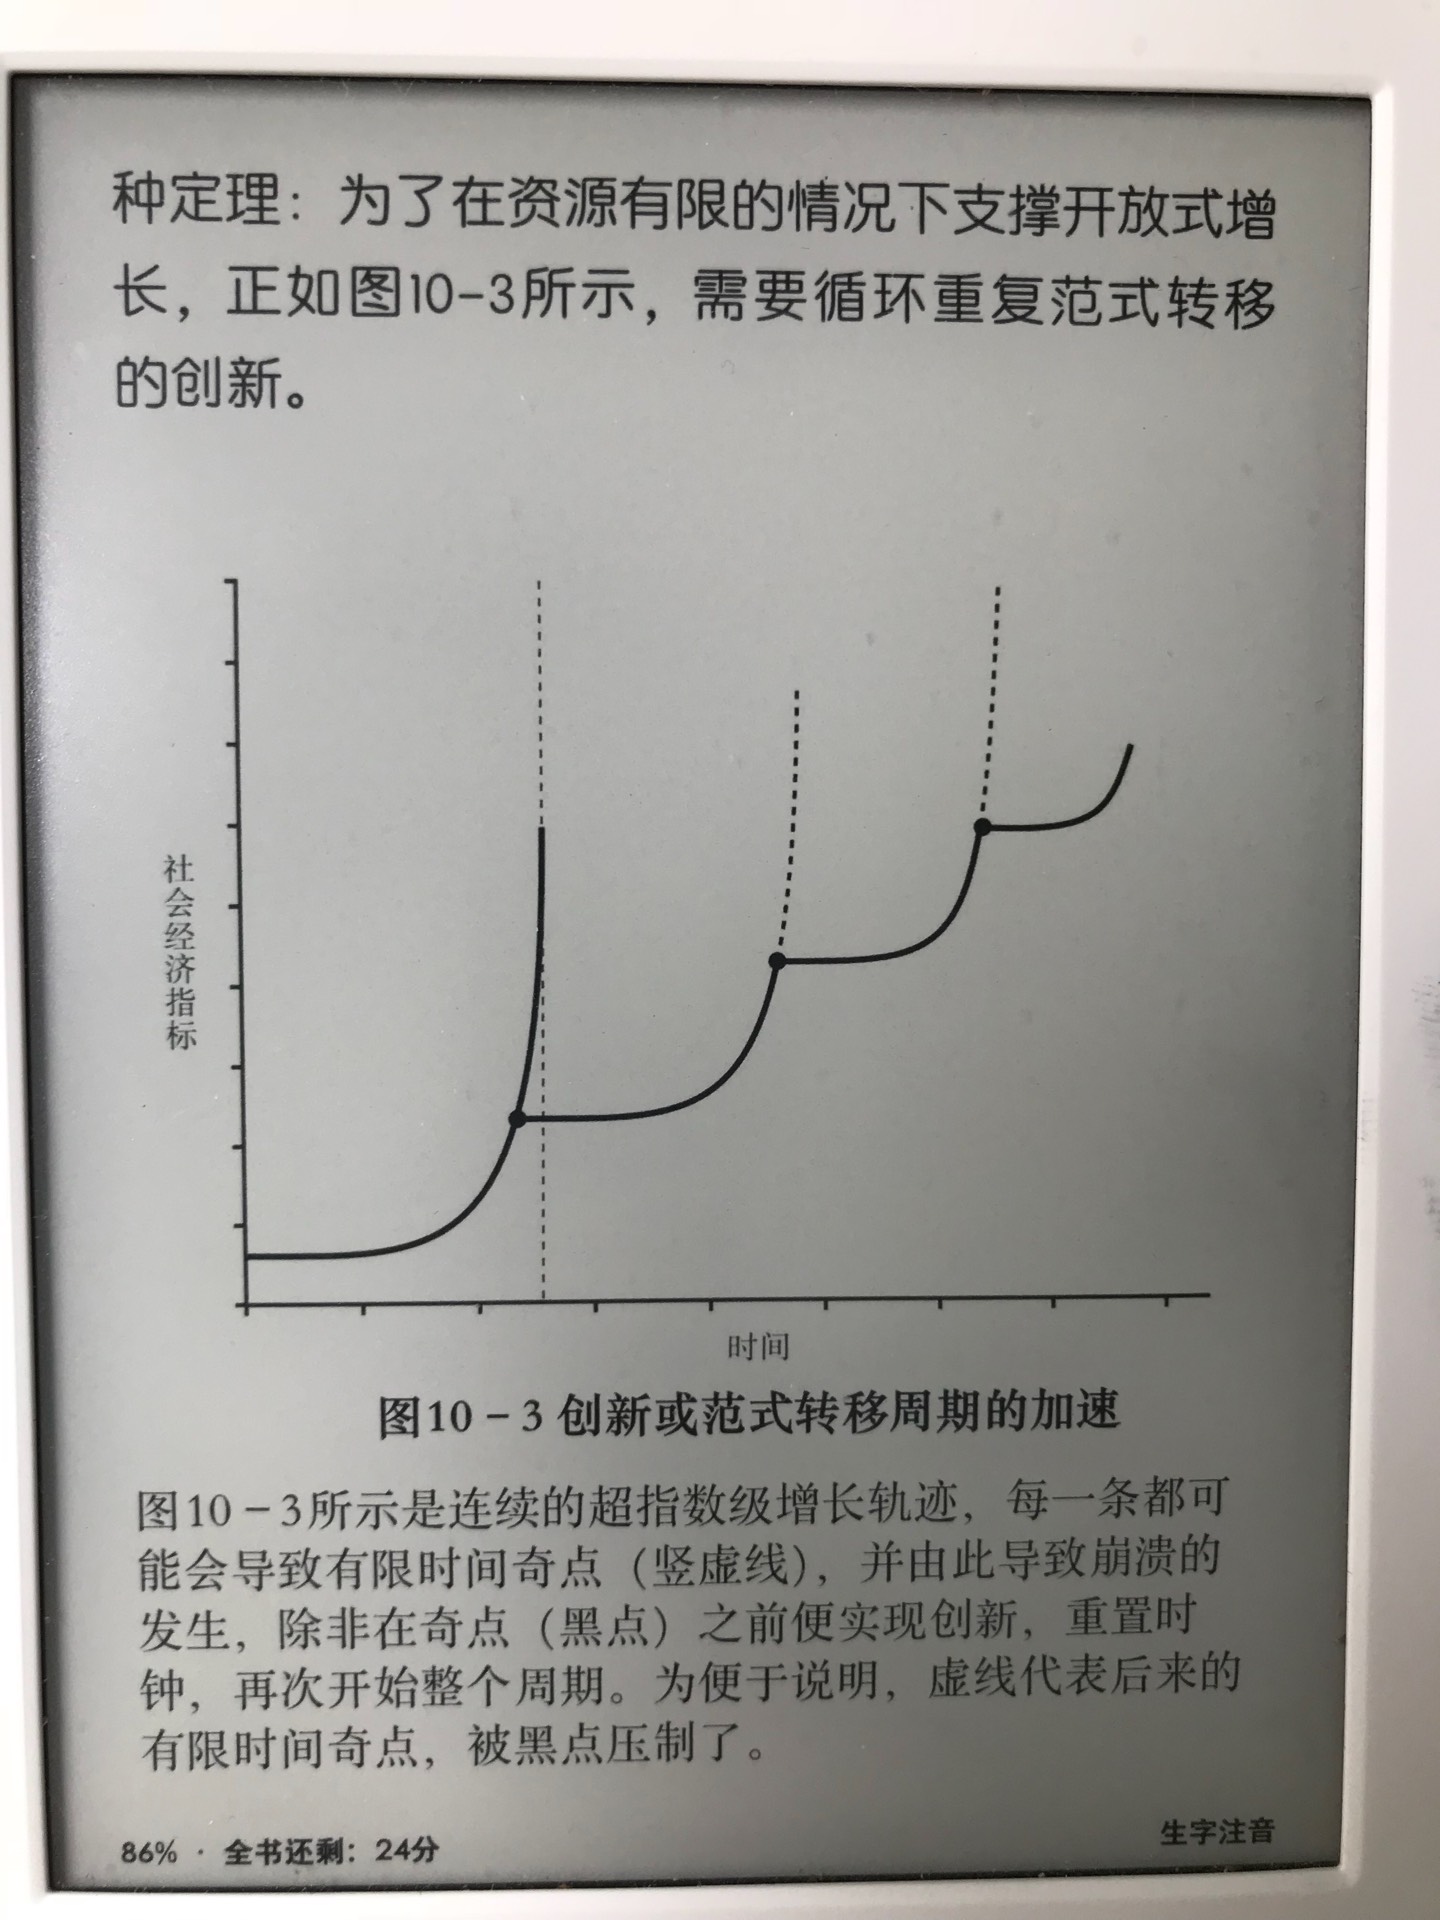 种定理：为了在资源有限的情况下支撑开放式增
长，正如图10-3所示，需要循环重复范式转移
的创新。
社会经济指标
时间
图10－3 创新或范式转移周期的加速
图10－3所示是连续的超指数级增长轨迹，每一条都可
能会导致有限时间奇点（竖虚线），并由此导致崩溃的
发生，除非在奇点（黑点）之前便实现创新，重置时
钟，再次开始整个周期。为便于说明，虚线代表后来的
有限时间奇点，被黑点压制了。
86% · 全书还剩：24分
生字注音